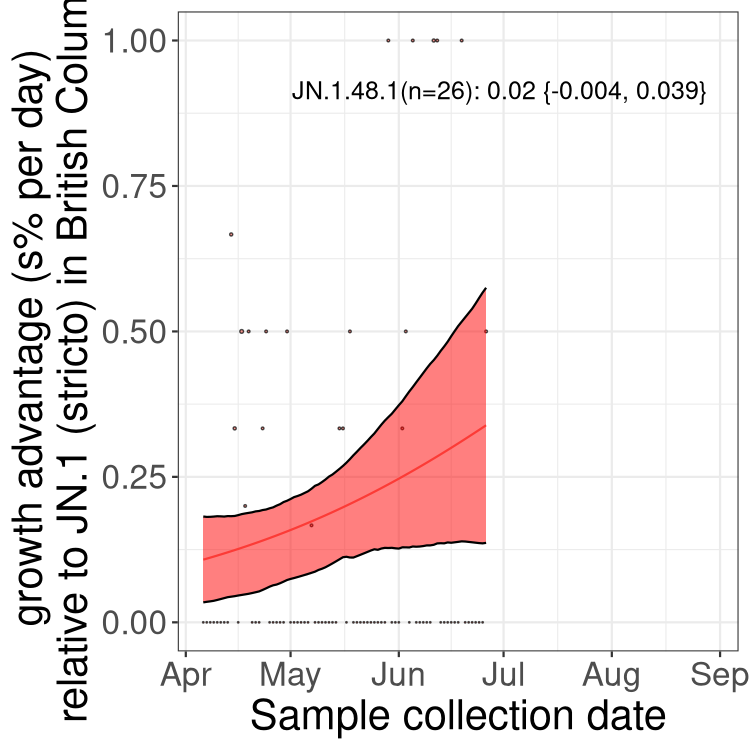 growth advantage (s% per day)
relative to JN.1 (stricto) in British Colum
1.00
0.75
0.50
0.25
0.00
JN.1.48.1(n=26): 0.02 {-0.004, 0.039}
Apr May Jun Jul Aug Sep
Sample collection date